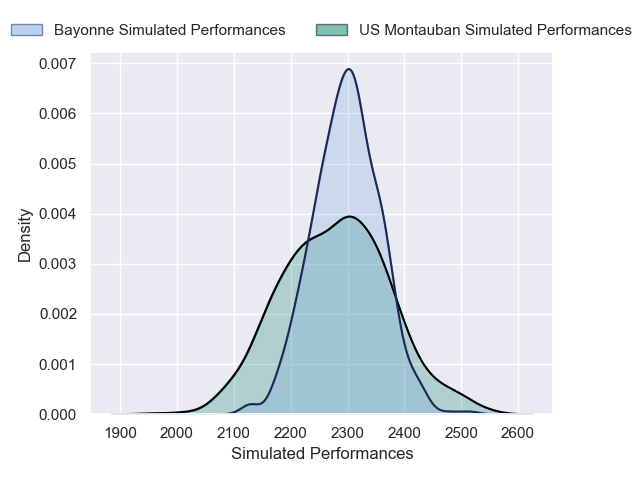 Bayonne Simulated Performances US Montauban Simulated Performances
0.007
0.006
0.005
0.004
0.003
0.002
0.001
0.000
Density
1900 2000 2100 2200 2300 2400 2500 2600
Simulated Performances